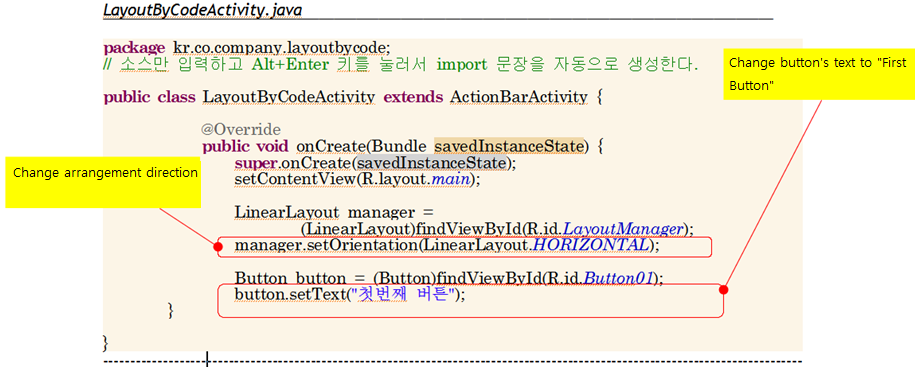 LayoutByCodeActivity.java
package kr.co.company.layoutbycode;
// 소스만 입력하고 Alt+Enter 키를 눌러서 import 문장을 자동으로 생성한다.
public class LayoutByCodeActivity extends ActionBarActivity {
@Override
public void onCreate(Bundle savedInstanceState) {
super.onCreate(savedInstanceState);
setContentView(R.layout.main);
LinearLayout manager =
(LinearLayout)findViewById(R.id.LayoutManager);
manager.setOrientation(LinearLayout.HORIZONTAL);
Button button = (Button)findViewById(R.id.Button01);
button.setText("첫번째 버튼");
}
}
Change arrangement direction
Change button's text to "First
Button"